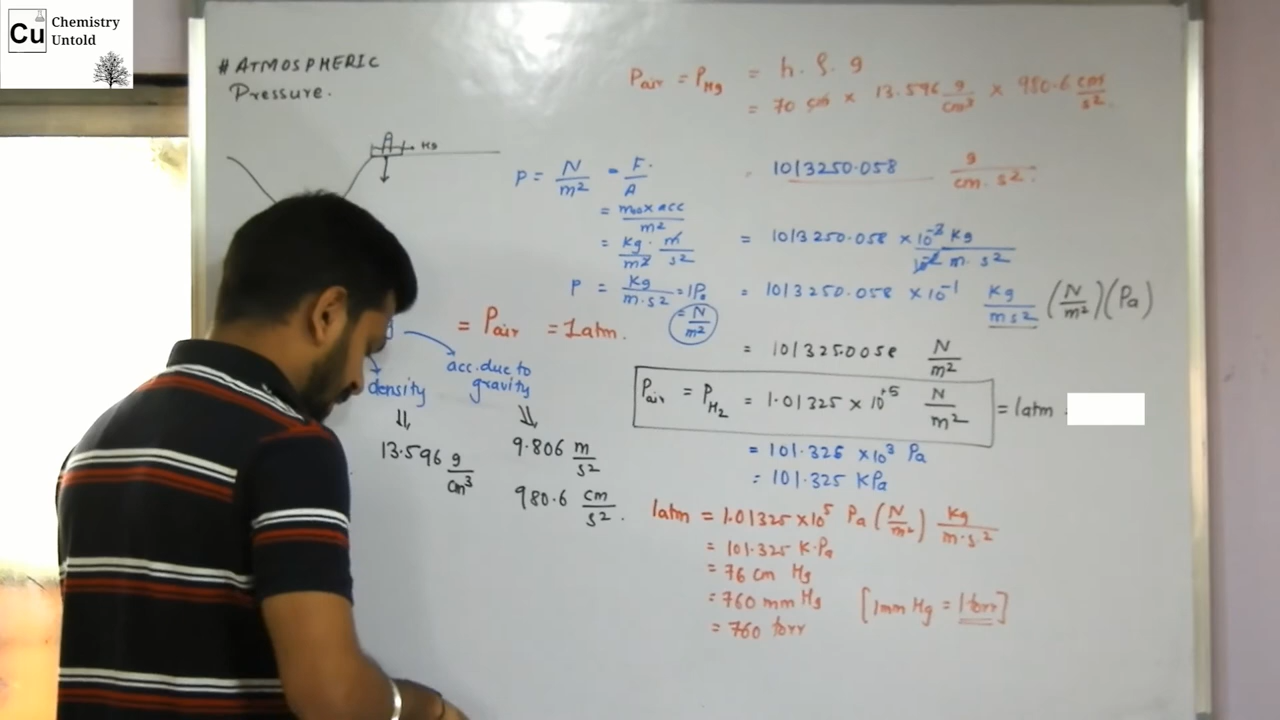 Cu Chemistry
Untold
#ATMOSPHERIC
Pressure.
Hg
Pair = PHg = h. ρ. g
= 70 cm × 13.596 g/cm³ × 980.6 cm/s²
P = N/m² = F/A
= mass × acc/m²
= kg/m² · m/s²
P = kg/m·s² = 1Pa
= N/m²
1013250.058 g/cm. s².
= 1013250.058 × 10⁻³ kg/10⁻² m. s²
= 1013250.058 × 10⁻¹ kg/ms² (N/m²) (Pa)
= 101325.0058 N/m²
Pair = PH2 = 1.01325 × 10⁺⁵ N/m² = 1atm
= 101.325 × 10³ Pa
= 101.325 KPa
= Pair = 1atm.
density
acc. due to
gravity
13.596 g/cm³
9.806 m/s²
980.6 cm/s².
1atm = 1.01325 × 10⁵ Pa (N/m²) kg/m·s²
= 101.325 K.Pa
= 76 cm Hg
= 760 mm Hg [1mm Hg = 1torr]
= 760 torr